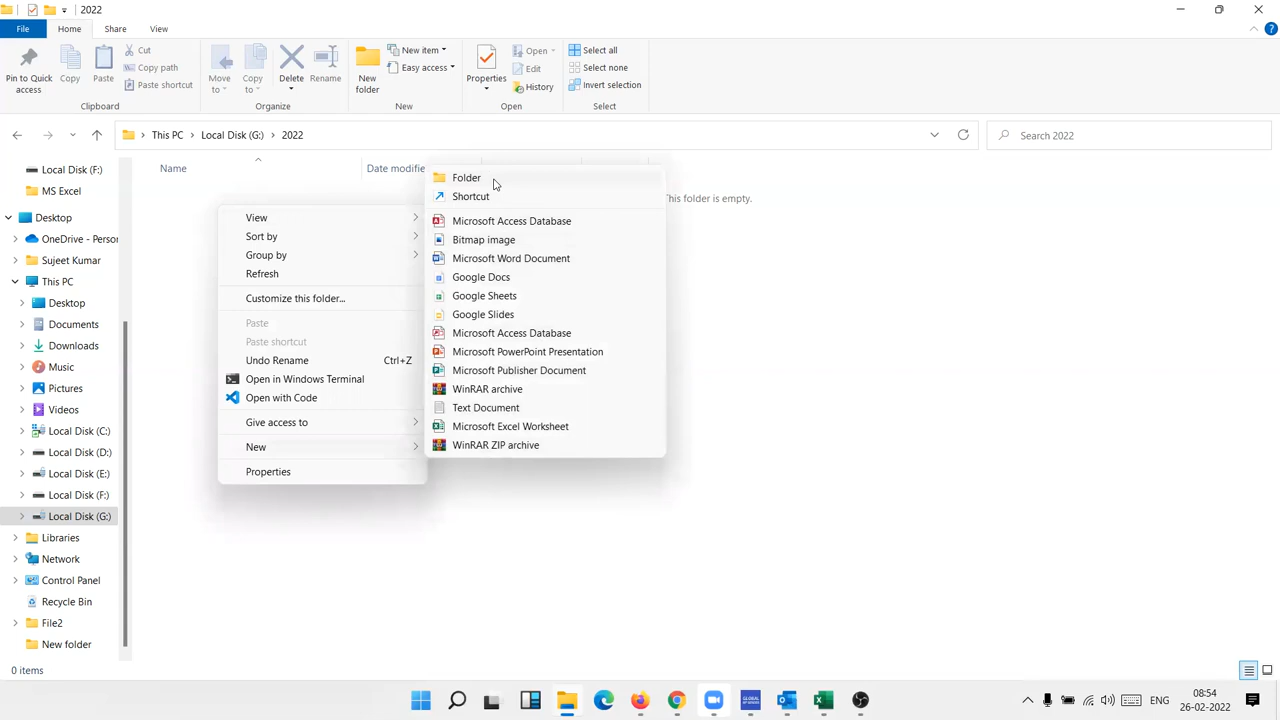 2022
File
Home
Share
View
Pin to Quick access
Copy
Paste
Cut
Copy path
Paste shortcut
Clipboard
Move to
Copy to
Delete
Rename
Organize
New folder
New item
Easy access
New
Properties
Open
Edit
History
Open
Select all
Select none
Invert selection
Select
This PC
Local Disk (G:)
2022
Search 2022
Name
Date modifie
his folder is empty.
Local Disk (F:)
MS Excel
Desktop
OneDrive - Person
Sujeet Kumar
This PC
Desktop
Documents
Downloads
Music
Pictures
Videos
Local Disk (C:)
Local Disk (D:)
Local Disk (E:)
Local Disk (F:)
Local Disk (G:)
Libraries
Network
Control Panel
Recycle Bin
File2
New folder
View
Sort by
Group by
Refresh
Customize this folder...
Paste
Paste shortcut
Undo Rename Ctrl+Z
Open in Windows Terminal
Open with Code
Give access to
New
Properties
Folder
Shortcut
Microsoft Access Database
Bitmap image
Microsoft Word Document
Google Docs
Google Sheets
Google Slides
Microsoft Access Database
Microsoft PowerPoint Presentation
Microsoft Publisher Document
WinRAR archive
Text Document
Microsoft Excel Worksheet
WinRAR ZIP archive
0 items
ENG
08:54
26-02-2022